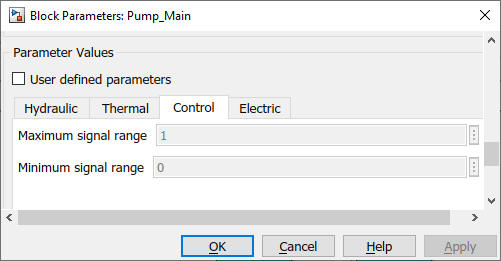 Block Parameters: Pump_Main
Parameter Values
User defined parameters
Hydraulic Thermal Control Electric
Maximum signal range 1
Minimum signal range 0
OK Cancel Help Apply